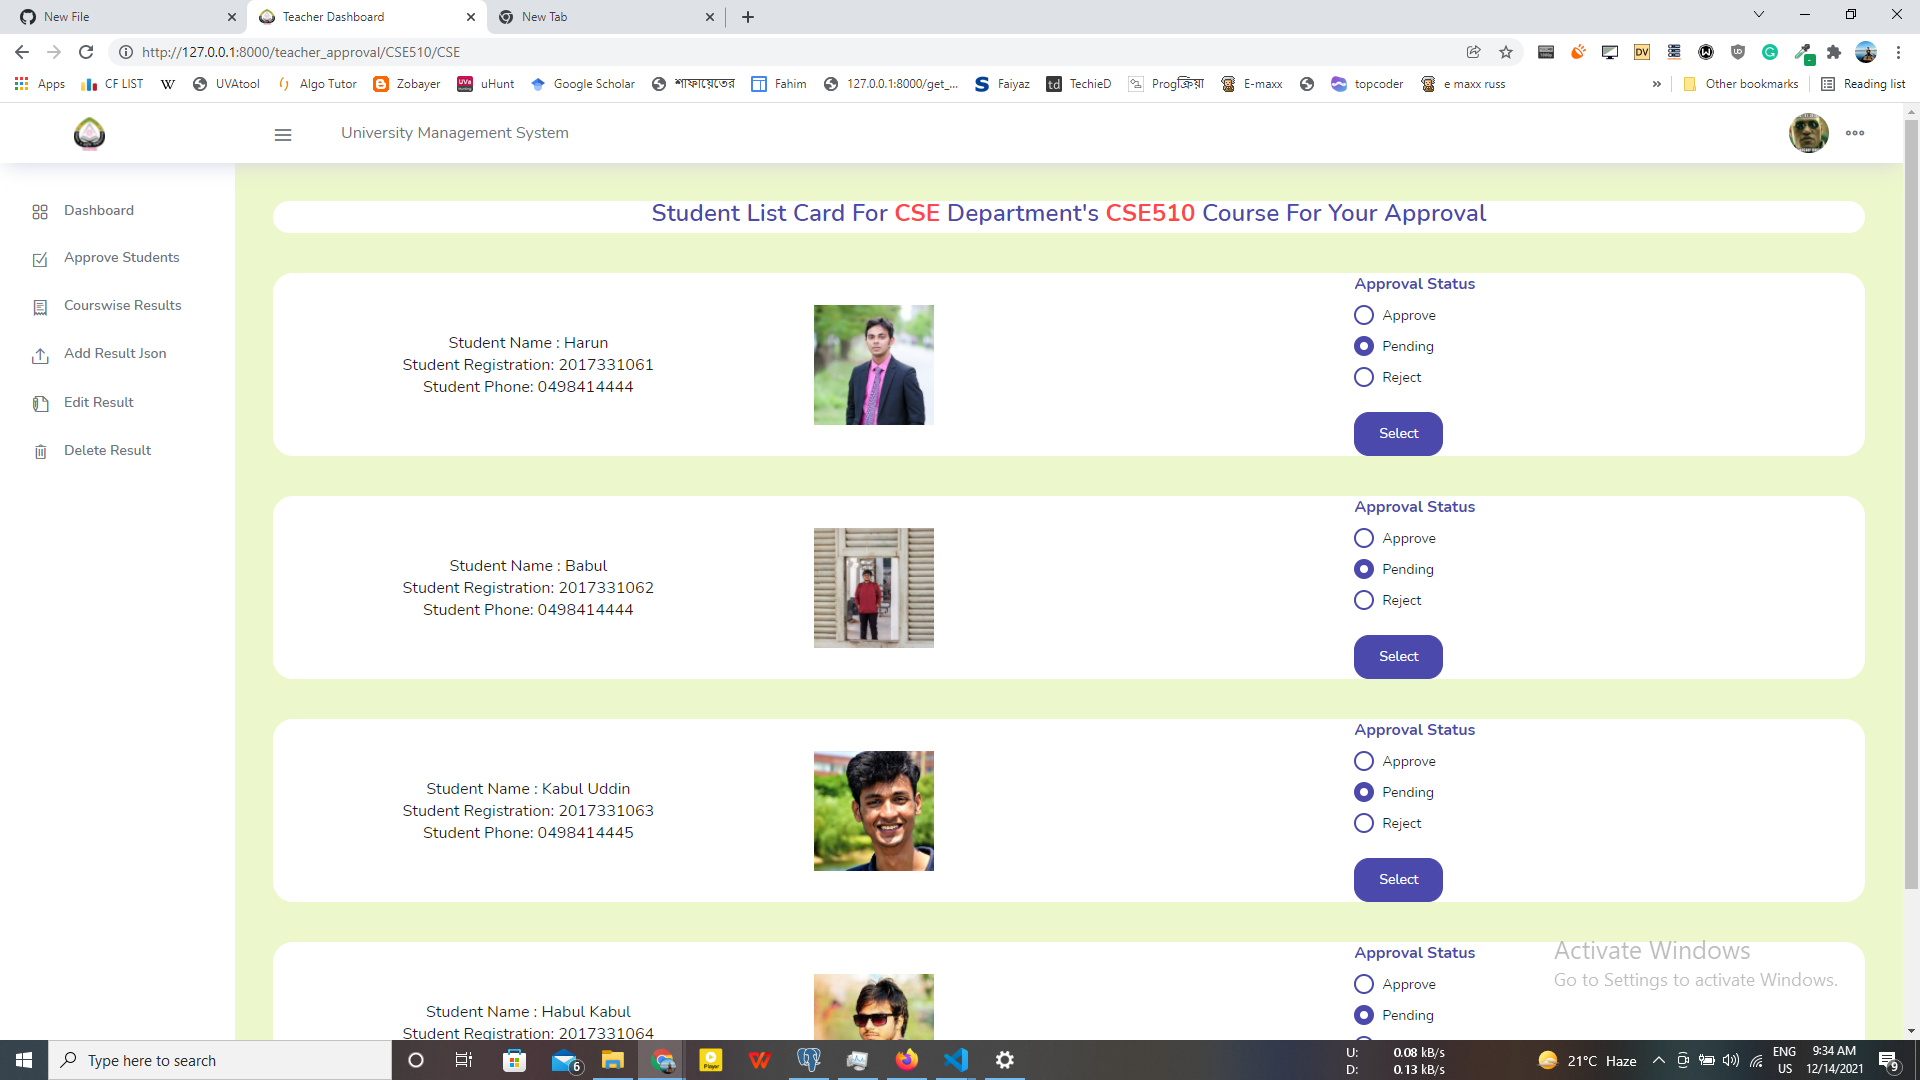 New File
Teacher Dashboard
New Tab
http://127.0.0.1:8000/teacher_approval/CSE510/CSE
Apps
CF LIST
W
UVAtool
Algo Tutor
Zobayer
uHunt
Google Scholar
শাফায়েতের
Fahim
127.0.0.1:8000/get_...
Faiyaz
td TechieD
Progক্রিয়া
E-maxx
topcoder
e maxx russ
»
Other bookmarks
Reading list
University Management System
Dashboard
Approve Students
Courswise Results
Add Result Json
Edit Result
Delete Result
Student List Card For CSE Department's CSE510 Course For Your Approval
Student Name : Harun
Student Registration: 2017331061
Student Phone: 0498414444
Approval Status
Approve
Pending
Reject
Select
Student Name : Babul
Student Registration: 2017331062
Student Phone: 0498414444
Approval Status
Approve
Pending
Reject
Select
Student Name : Kabul Uddin
Student Registration: 2017331063
Student Phone: 0498414445
Approval Status
Approve
Pending
Reject
Select
Student Name : Habul Kabul
Student Registration: 2017331064
Approval Status
Approve
Pending
Activate Windows
Go to Settings to activate Windows.
Type here to search
6
Player
U: 0.08 kB/s
D: 0.13 kB/s
21°C Haze
ENG
US
9:34 AM
12/14/2021
9